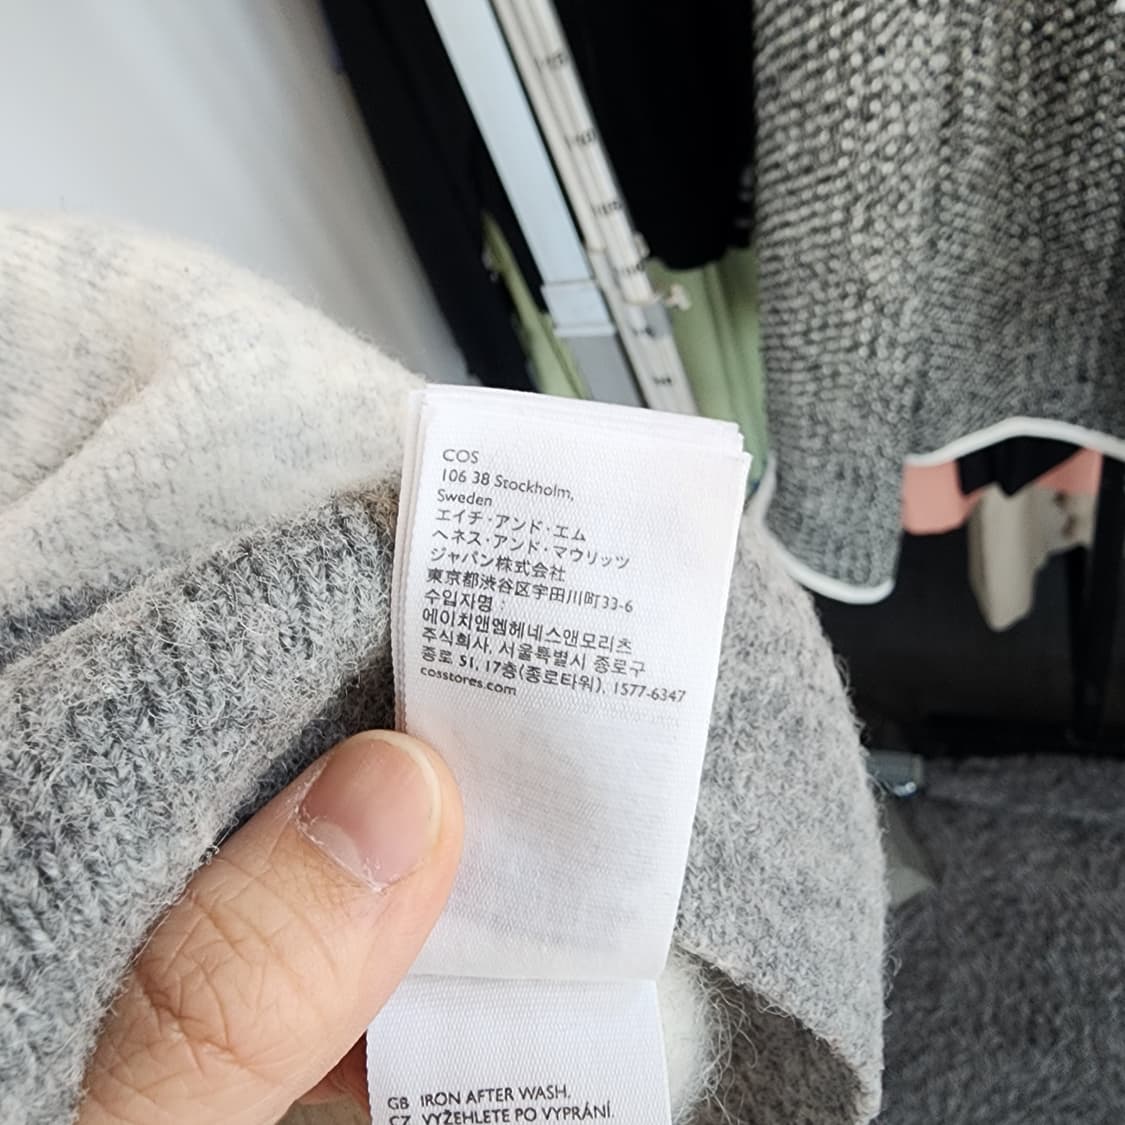 COS
106 38 Stockholm,
Sweden
エイチ・アンド・エム
ヘネス・アンド・マウリッツ
ジャパン株式会社
東京都渋谷区宇田川町33-6
수입자명 :
에이치앤엠헤네스앤모리츠
주식회사, 서울특별시 종로구
종로 51, 17층(종로타워), 1577-6347
cosstores.com
GB IRON AFTER WASH.
CZ VYŽEHLETE PO VYPRÁNÍ.